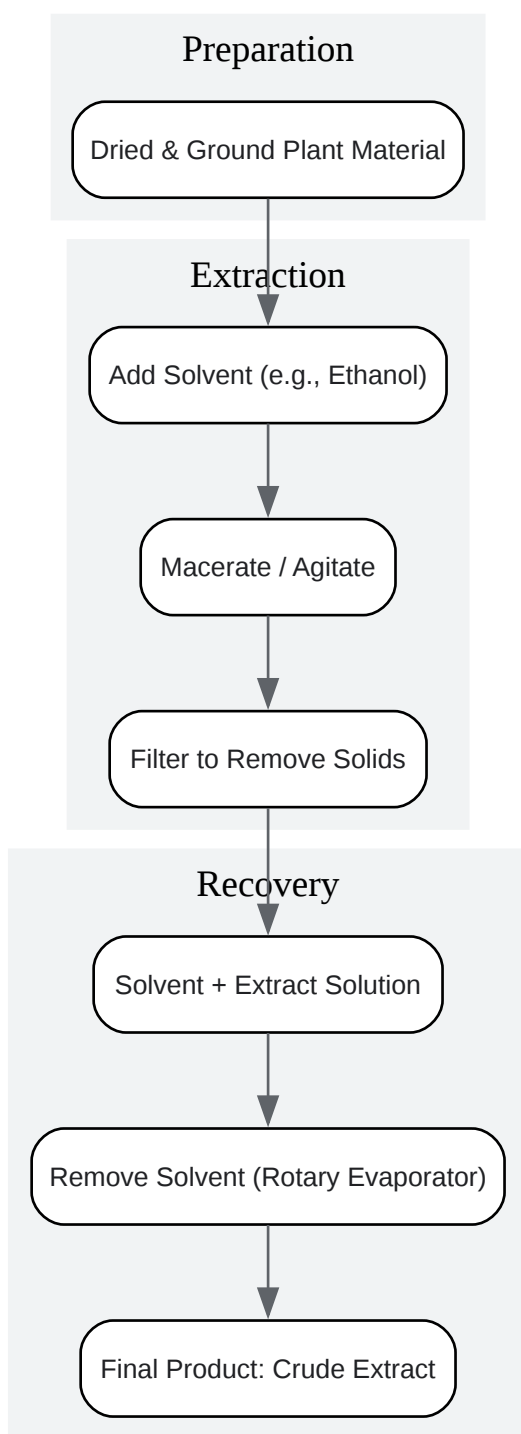 Preparation
Dried & Ground Plant Material
Extraction
Add Solvent (e.g., Ethanol)
Macerate / Agitate
Filter to Remove Solids
Recovery
Solvent + Extract Solution
Remove Solvent (Rotary Evaporator)
Final Product: Crude Extract